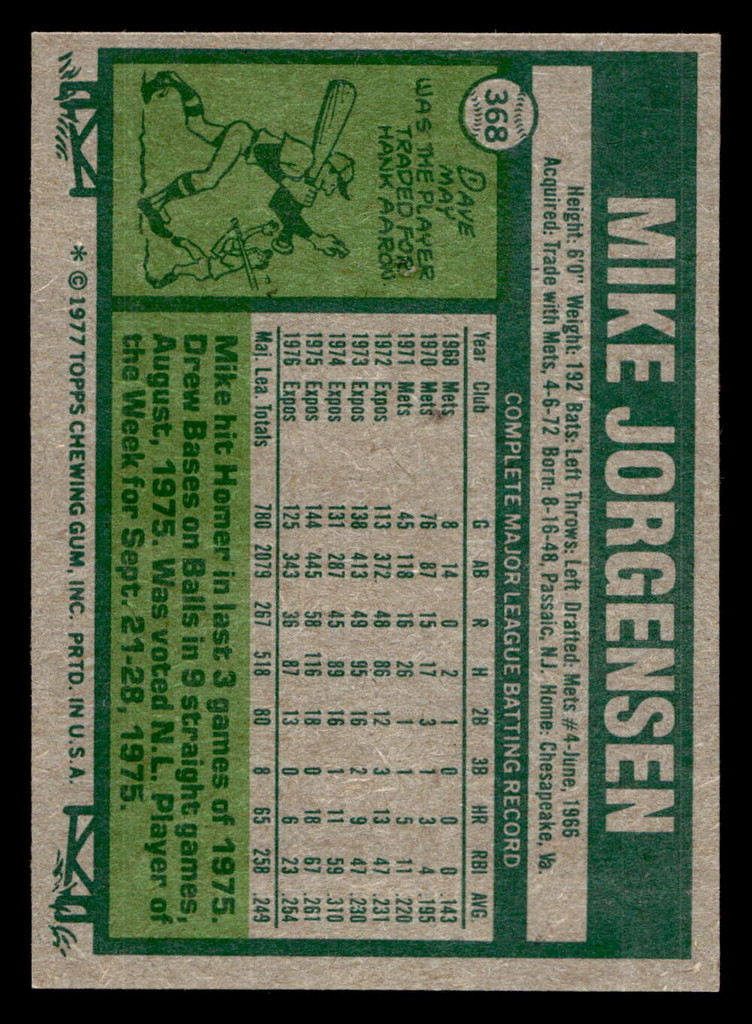 368
MIKE JORGENSEN
Height: 6'0" Weight: 192 Bats: Left Throws: Left Drafted: Mets #4-June, 1966
Acquired: Trade with Mets, 4-6-72 Born: 8-16-48, Passaic, N.J. Home: Chesapeake, Va.
DAVE
MAY
WAS THE PLAYER
TRADED FOR
HANK AARON.
COMPLETE MAJOR LEAGUE BATTING RECORD
Year Club G AB R H 2B 3B HR RBI AVG.
1968 Mets 8 14 0 2 1 0 0 0 .143
1970 Mets 76 87 15 17 3 1 3 4 .195
1971 Mets 45 118 16 26 1 1 5 11 .220
1972 Expos 113 372 48 86 12 3 13 47 .231
1973 Expos 138 413 49 95 16 2 9 47 .230
1974 Expos 131 287 45 89 16 1 11 59 .310
1975 Expos 144 445 58 116 18 0 18 67 .261
1976 Expos 125 343 36 87 13 0 6 23 .254
Maj. Lea. Totals 780 2079 267 518 80 8 65 258 .249
Mike hit Homer in last 3 games of 1975.
Drew Bases on Balls in 9 straight games,
August, 1975. Was voted N.L. Player of
the Week for Sept. 21-28, 1975.
* © 1977 TOPPS CHEWING GUM, INC. PRTD. IN U.S.A.